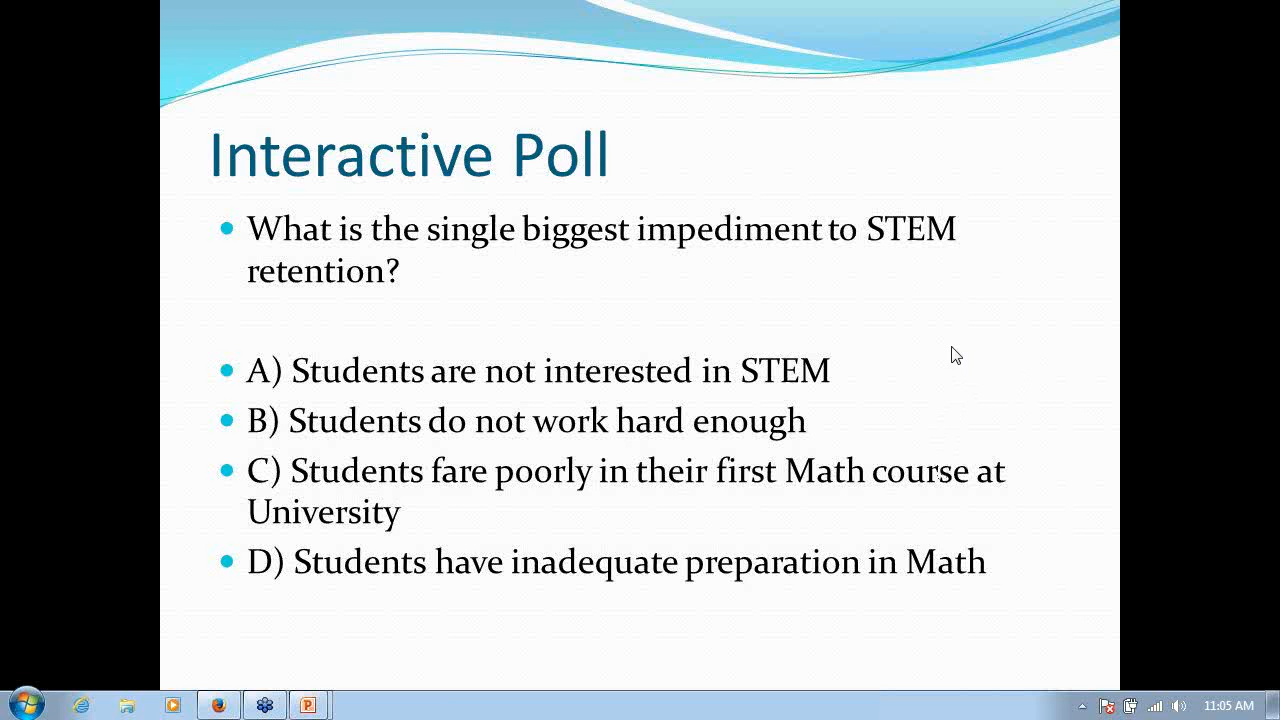 Interactive Poll
What is the single biggest impediment to STEM
retention?
A) Students are not interested in STEM
B) Students do not work hard enough
C) Students fare poorly in their first Math course at
University
D) Students have inadequate preparation in Math
11:05 AM